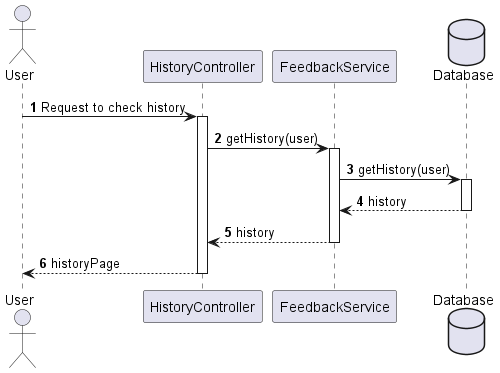 User
HistoryController
FeedbackService
Database
1 Request to check history
2 getHistory(user)
3 getHistory(user)
4 history
5 history
6 historyPage
User
HistoryController
FeedbackService
Database